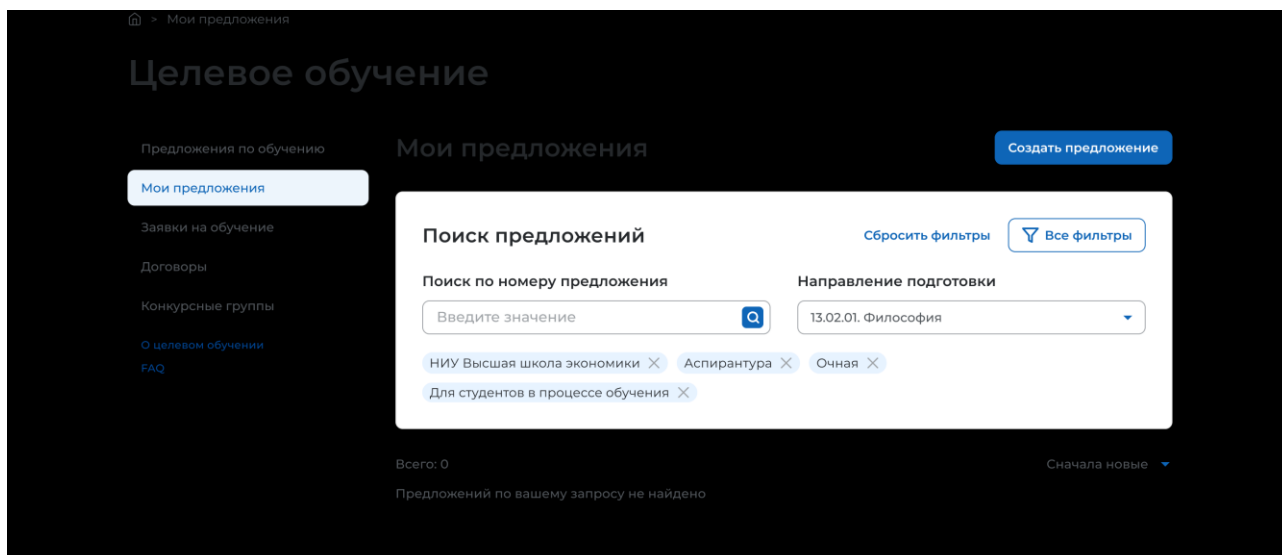 > Мои предложения
Целевое обучение
Предложения по обучению
Мои предложения
Заявки на обучение
Договоры
Конкурсные группы
О целевом обучении
FAQ
Мои предложения
Создать предложение
Поиск предложений
Сбросить фильтры
Все фильтры
Поиск по номеру предложения
Введите значение
Направление подготовки
13.02.01. Философия
НИУ Высшая школа экономики
Аспирантура
Очная
Для студентов в процессе обучения
Всего: 0
Сначала новые
Предложений по вашему запросу не найдено